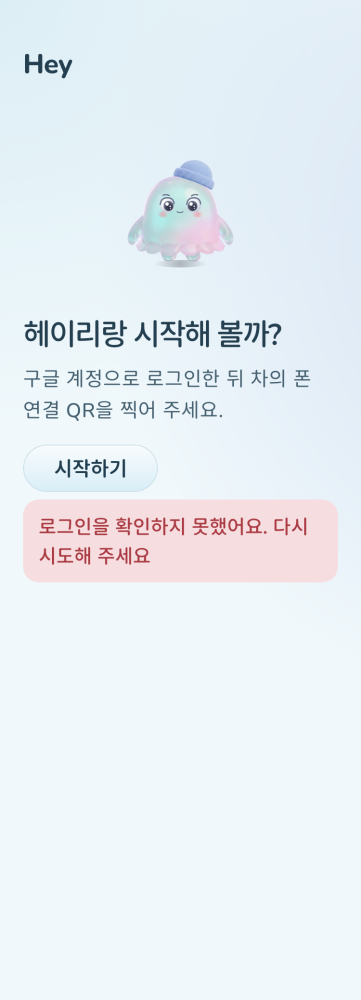 Hey
헤이리랑 시작해 볼까?
구글 계정으로 로그인한 뒤 차의 폰
연결 QR을 찍어 주세요.
시작하기
로그인을 확인하지 못했어요. 다시
시도해 주세요